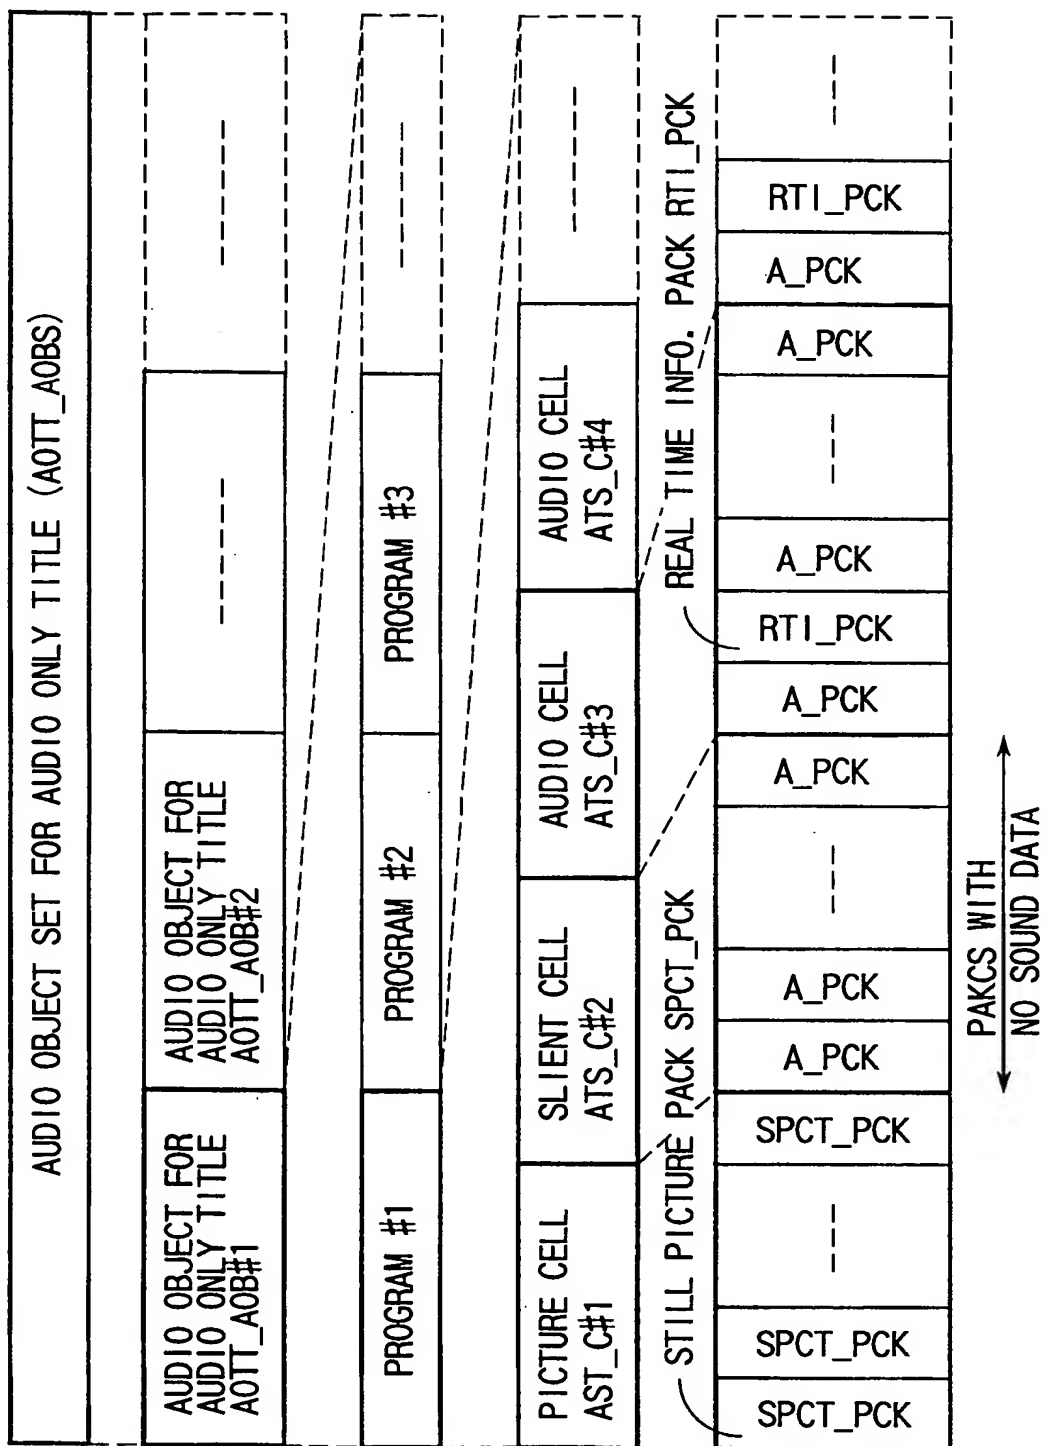 AUDIO OBJECT SET FOR AUDIO ONLY TITLE (AOTT_AOBS)
AUDIO OBJECT FOR
AUDIO ONLY TITLE
AOTT_AOB#1
AUDIO OBJECT FOR
AUDIO ONLY TITLE
AOTT_AOB#2
PROGRAM #1
PROGRAM #2
PROGRAM #3
PICTURE CELL
AST_C#1
SLIENT CELL
ATS_C#2
AUDIO CELL
ATS_C#3
AUDIO CELL
ATS_C#4
STILL PICTURE PACK SPCT_PCK
REAL TIME INFO. PACK RTI_PCK
SPCT_PCK
SPCT_PCK
SPCT_PCK
A_PCK
A_PCK
A_PCK
A_PCK
RTI_PCK
A_PCK
A_PCK
A_PCK
RTI_PCK
PAKCS WITH
NO SOUND DATA